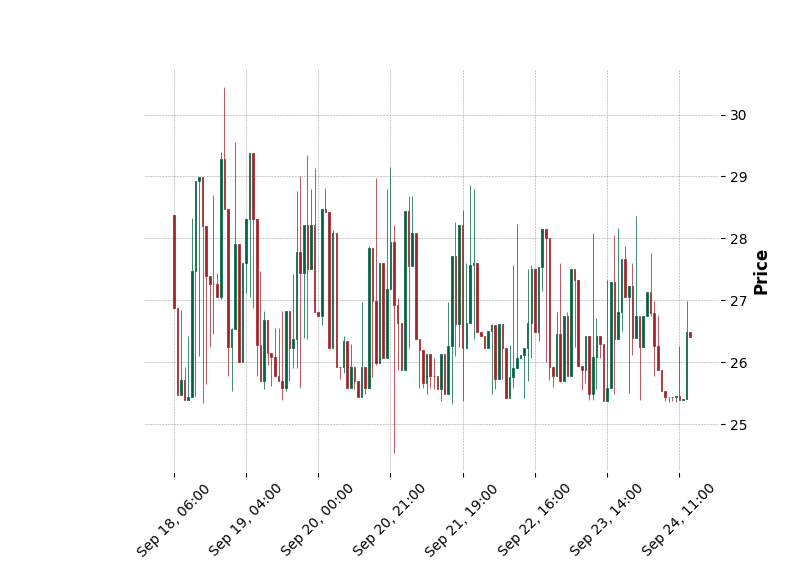 30
29
28
27
26
25
Price
Sep 18, 06:00
Sep 19, 04:00
Sep 20, 00:00
Sep 20, 21:00
Sep 21, 19:00
Sep 22, 16:00
Sep 23, 14:00
Sep 24, 11:00